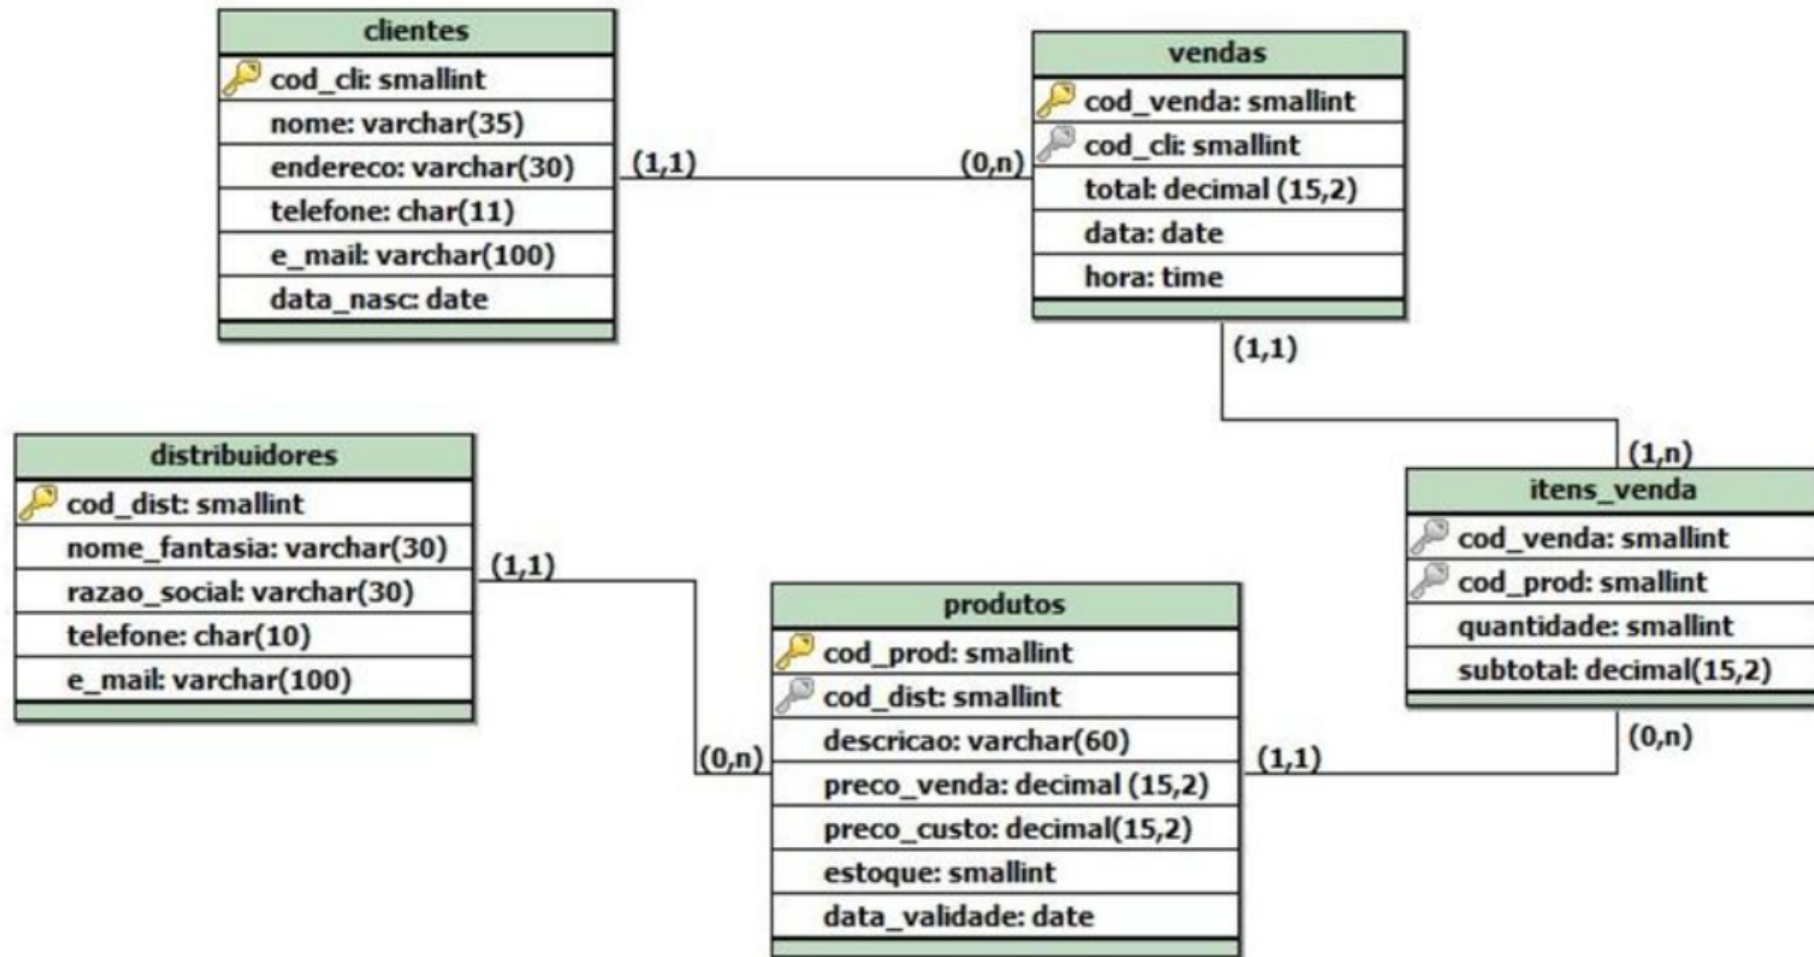 clientes
cod_cli: smallint
nome: varchar(35)
endereco: varchar(30)
telefone: char(11)
e_mail: varchar(100)
data_nasc: date
(1,1)
(0,n)
vendas
cod_venda: smallint
cod_cli: smallint
total: decimal (15,2)
data: date
hora: time
(1,1)
(1,n)
distribuidores
cod_dist: smallint
nome_fantasia: varchar(30)
razao_social: varchar(30)
telefone: char(10)
e_mail: varchar(100)
(1,1)
(0,n)
produtos
cod_prod: smallint
cod_dist: smallint
descricao: varchar(60)
preco_venda: decimal (15,2)
preco_custo: decimal(15,2)
estoque: smallint
data_validade: date
(1,1)
(0,n)
itens_venda
cod_venda: smallint
cod_prod: smallint
quantidade: smallint
subtotal: decimal(15,2)